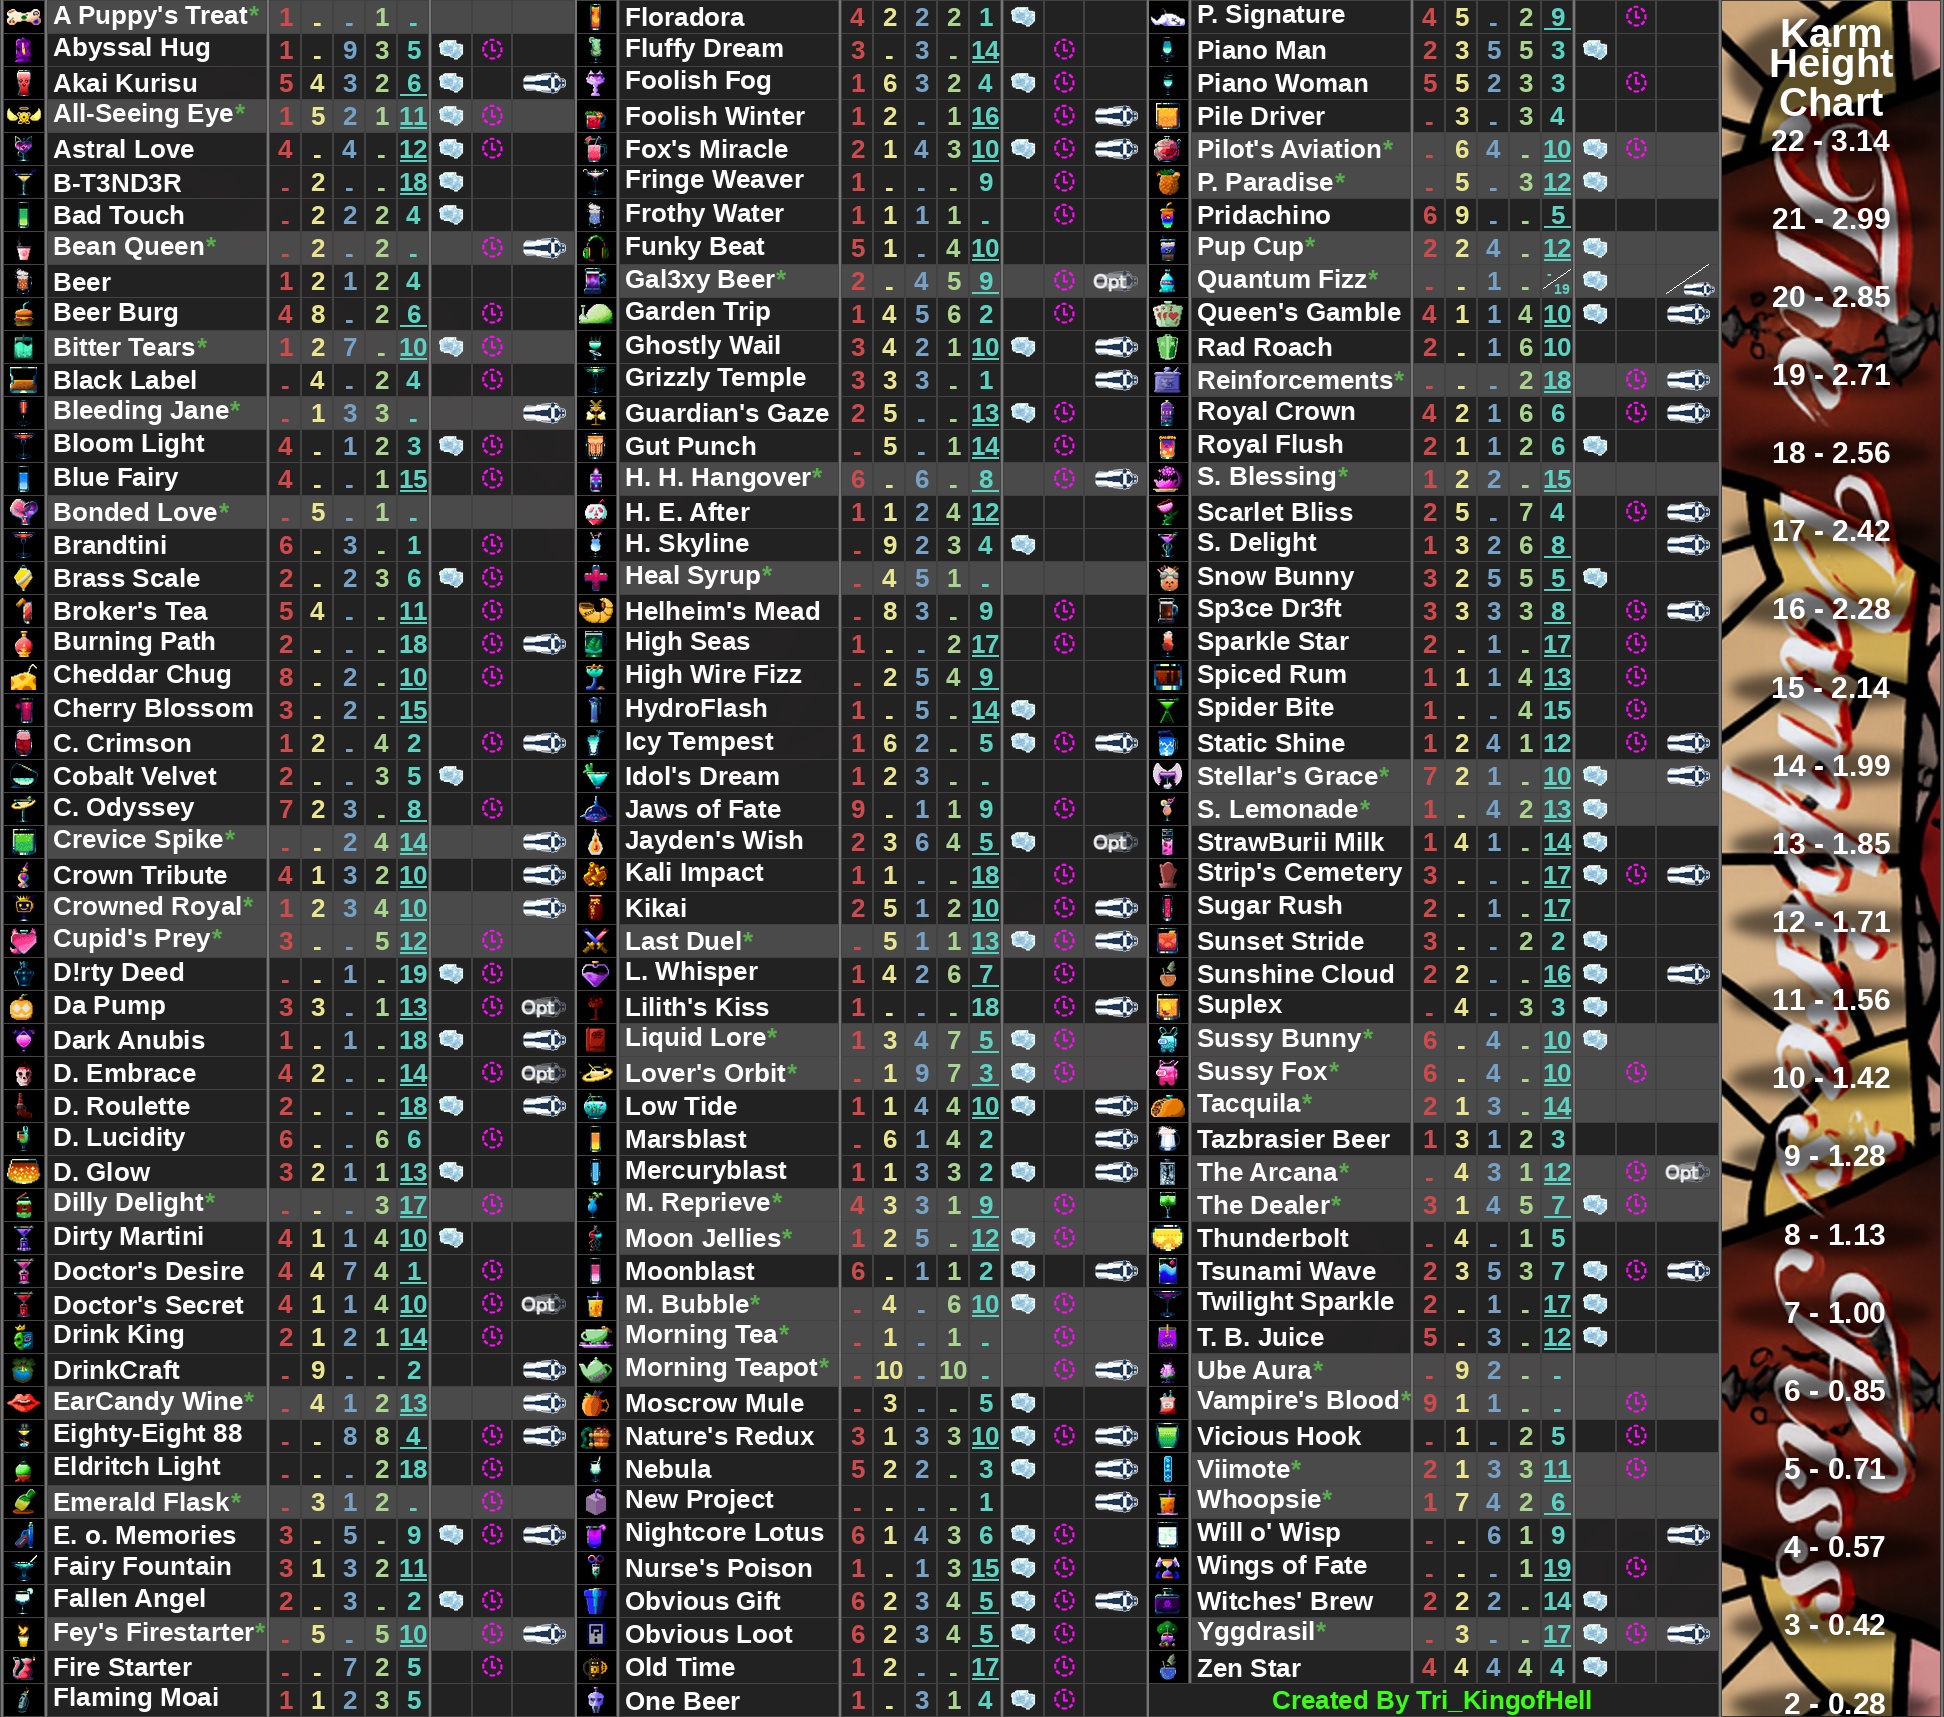 A Puppy's Treat* 1 - - 1 -
Abyssal Hug 1 - 9 3 5
Akai Kurisu 5 4 3 2 6
All-Seeing Eye* 1 5 2 1 11
Astral Love 4 - 4 - 12
B-T3ND3R - 2 - - 18
Bad Touch - 2 2 2 4
Bean Queen* - 2 - 2 -
Beer 1 2 1 2 4
Beer Burg 4 8 - 2 6
Bitter Tears* 1 2 7 - 10
Black Label - 4 - 2 4
Bleeding Jane* - 1 3 3 -
Bloom Light 4 - 1 2 3
Blue Fairy 4 - - 1 15
Bonded Love* - 5 - 1 -
Brandtini 6 - 3 - 1
Brass Scale 2 - 2 3 6
Broker's Tea 5 4 - - 11
Burning Path 2 - - - 18
Cheddar Chug 8 - 2 - 10
Cherry Blossom 3 - 2 - 15
C. Crimson 1 2 - 4 2
Cobalt Velvet 2 - - 3 5
C. Odyssey 7 2 3 - 8
Crevice Spike* - - 2 4 14
Crown Tribute 4 1 3 2 10
Crowned Royal* 1 2 3 4 10
Cupid's Prey* 3 - - 5 12
D!rty Deed - - 1 - 19
Da Pump 3 3 - 1 13 Opt
Dark Anubis 1 - 1 - 18
D. Embrace 4 2 - - 14 Opt
D. Roulette 2 - - - 18
D. Lucidity 6 - - 6 6
D. Glow 3 2 1 1 13
Dilly Delight* - - - 3 17
Dirty Martini 4 1 1 4 10
Doctor's Desire 4 4 7 4 1
Doctor's Secret 4 1 1 4 10 Opt
Drink King 2 1 2 1 14
DrinkCraft - 9 - - 2
EarCandy Wine* - 4 1 2 13
Eighty-Eight 88 - - 8 8 4
Eldritch Light - - - 2 18
Emerald Flask* - 3 1 2 -
E. o. Memories 3 - 5 - 9
Fairy Fountain 3 1 3 2 11
Fallen Angel 2 - 3 - 2
Fey's Firestarter* - 5 - 5 10
Fire Starter - - 7 2 5
Flaming Moai 1 1 2 3 5
Floradora 4 2 2 2 1
Fluffy Dream 3 - 3 - 14
Foolish Fog 1 6 3 2 4
Foolish Winter 1 2 - 1 16
Fox's Miracle 2 1 4 3 10
Fringe Weaver 1 - - - 9
Frothy Water 1 1 1 1 -
Funky Beat 5 1 - 4 10
Gal3xy Beer* 2 - 4 5 9 Opt
Garden Trip 1 4 5 6 2
Ghostly Wail 3 4 2 1 10
Grizzly Temple 3 3 3 - 1
Guardian's Gaze 2 5 - - 13
Gut Punch - 5 - 1 14
H. H. Hangover* 6 - 6 - 8
H. E. After 1 1 2 4 12
H. Skyline - 9 2 3 4
Heal Syrup* - 4 5 1 -
Helheim's Mead - 8 3 - 9
High Seas 1 - - 2 17
High Wire Fizz - 2 5 4 9
HydroFlash 1 - 5 - 14
Icy Tempest 1 6 2 - 5
Idol's Dream 1 2 3 - -
Jaws of Fate 9 - 1 1 9
Jayden's Wish 2 3 6 4 5 Opt
Kali Impact 1 1 - - 18
Kikai 2 5 1 2 10
Last Duel* - 5 1 1 13
L. Whisper 1 4 2 6 7
Lilith's Kiss 1 - - - 18
Liquid Lore* 1 3 4 7 5
Lover's Orbit* - 1 9 7 3
Low Tide 1 1 4 4 10
Marsblast - 6 1 4 2
Mercuryblast 1 1 3 3 2
M. Reprieve* 4 3 3 1 9
Moon Jellies* 1 2 5 - 12
Moonblast 6 - 1 1 2
M. Bubble* - 4 - 6 10
Morning Tea* - 1 - 1 -
Morning Teapot* - 10 - 10 -
Moscrow Mule - 3 - - 5
Nature's Redux 3 1 3 3 10
Nebula 5 2 2 - 3
New Project - - - - 1
Nightcore Lotus 6 1 4 3 6
Nurse's Poison 1 - 1 3 15
Obvious Gift 6 2 3 4 5
Obvious Loot 6 2 3 4 5
Old Time 1 2 - - 17
One Beer 1 - 3 1 4
P. Signature 4 5 - 2 9
Piano Man 2 3 5 5 3
Piano Woman 5 5 2 3 3
Pile Driver - 3 - 3 4
Pilot's Aviation* - 6 4 - 10
P. Paradise* - 5 - 3 12
Pridachino 6 9 - - 5
Pup Cup* 2 2 4 - 12
Quantum Fizz* - - 1 - -/19
Queen's Gamble 4 1 1 4 10
Rad Roach 2 - 1 6 10
Reinforcements* - - - 2 18
Royal Crown 4 2 1 6 6
Royal Flush 2 1 1 2 6
S. Blessing* 1 2 2 - 15
Scarlet Bliss 2 5 - 7 4
S. Delight 1 3 2 6 8
Snow Bunny 3 2 5 5 5
Sp3ce Dr3ft 3 3 3 3 8
Sparkle Star 2 - 1 - 17
Spiced Rum 1 1 1 4 13
Spider Bite 1 - - 4 15
Static Shine 1 2 4 1 12
Stellar's Grace* 7 2 1 - 10
S. Lemonade* 1 - 4 2 13
StrawBurii Milk 1 4 1 - 14
Strip's Cemetery 3 - - - 17
Sugar Rush 2 - 1 - 17
Sunset Stride 3 - - 2 2
Sunshine Cloud 2 2 - - 16
Suplex - 4 - 3 3
Sussy Bunny* 6 - 4 - 10
Sussy Fox* 6 - 4 - 10
Tacquila* 2 1 3 - 14
Tazbrasier Beer 1 3 1 2 3
The Arcana* - 4 3 1 12 Opt
The Dealer* 3 1 4 5 7
Thunderbolt - 4 - 1 5
Tsunami Wave 2 3 5 3 7
Twilight Sparkle 2 - 1 - 17
T. B. Juice 5 - 3 - 12
Ube Aura* - 9 2 - -
Vampire's Blood* 9 1 1 - -
Vicious Hook - 1 - 2 5
Viimote* 2 1 3 3 11
Whoopsie* 1 7 4 2 6
Will o' Wisp - - 6 1 9
Wings of Fate - - - 1 19
Witches' Brew 2 2 2 - 14
Yggdrasil* - 3 - - 17
Zen Star 4 4 4 4 4
Created By Tri_KingofHell
Karm
Height
Chart
22 - 3.14
21 - 2.99
20 - 2.85
19 - 2.71
18 - 2.56
17 - 2.42
16 - 2.28
15 - 2.14
14 - 1.99
13 - 1.85
12 - 1.71
11 - 1.56
10 - 1.42
9 - 1.28
8 - 1.13
7 - 1.00
6 - 0.85
5 - 0.71
4 - 0.57
3 - 0.42
2 - 0.28